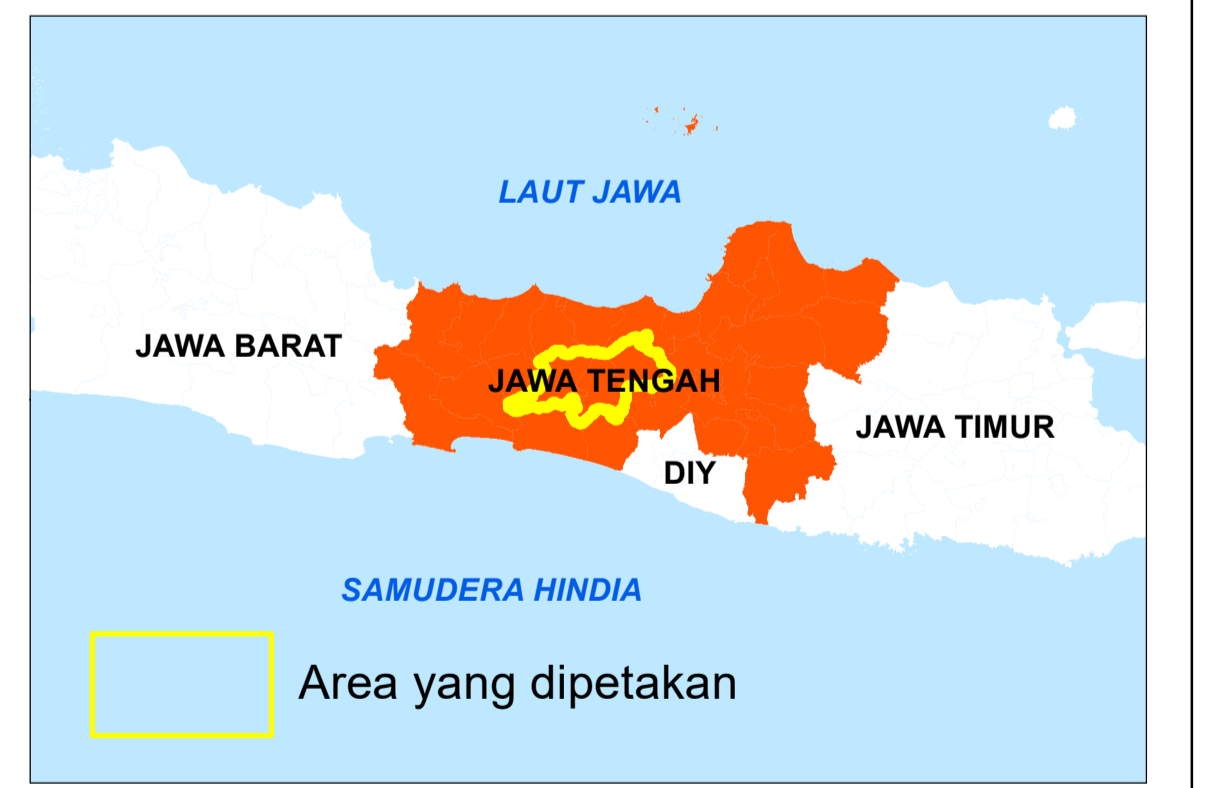 LAUT JAWA
JAWA BARAT
JAWA TENGAH
JAWA TIMUR
DIY
SAMUDERA HINDIA
Area yang dipetakan